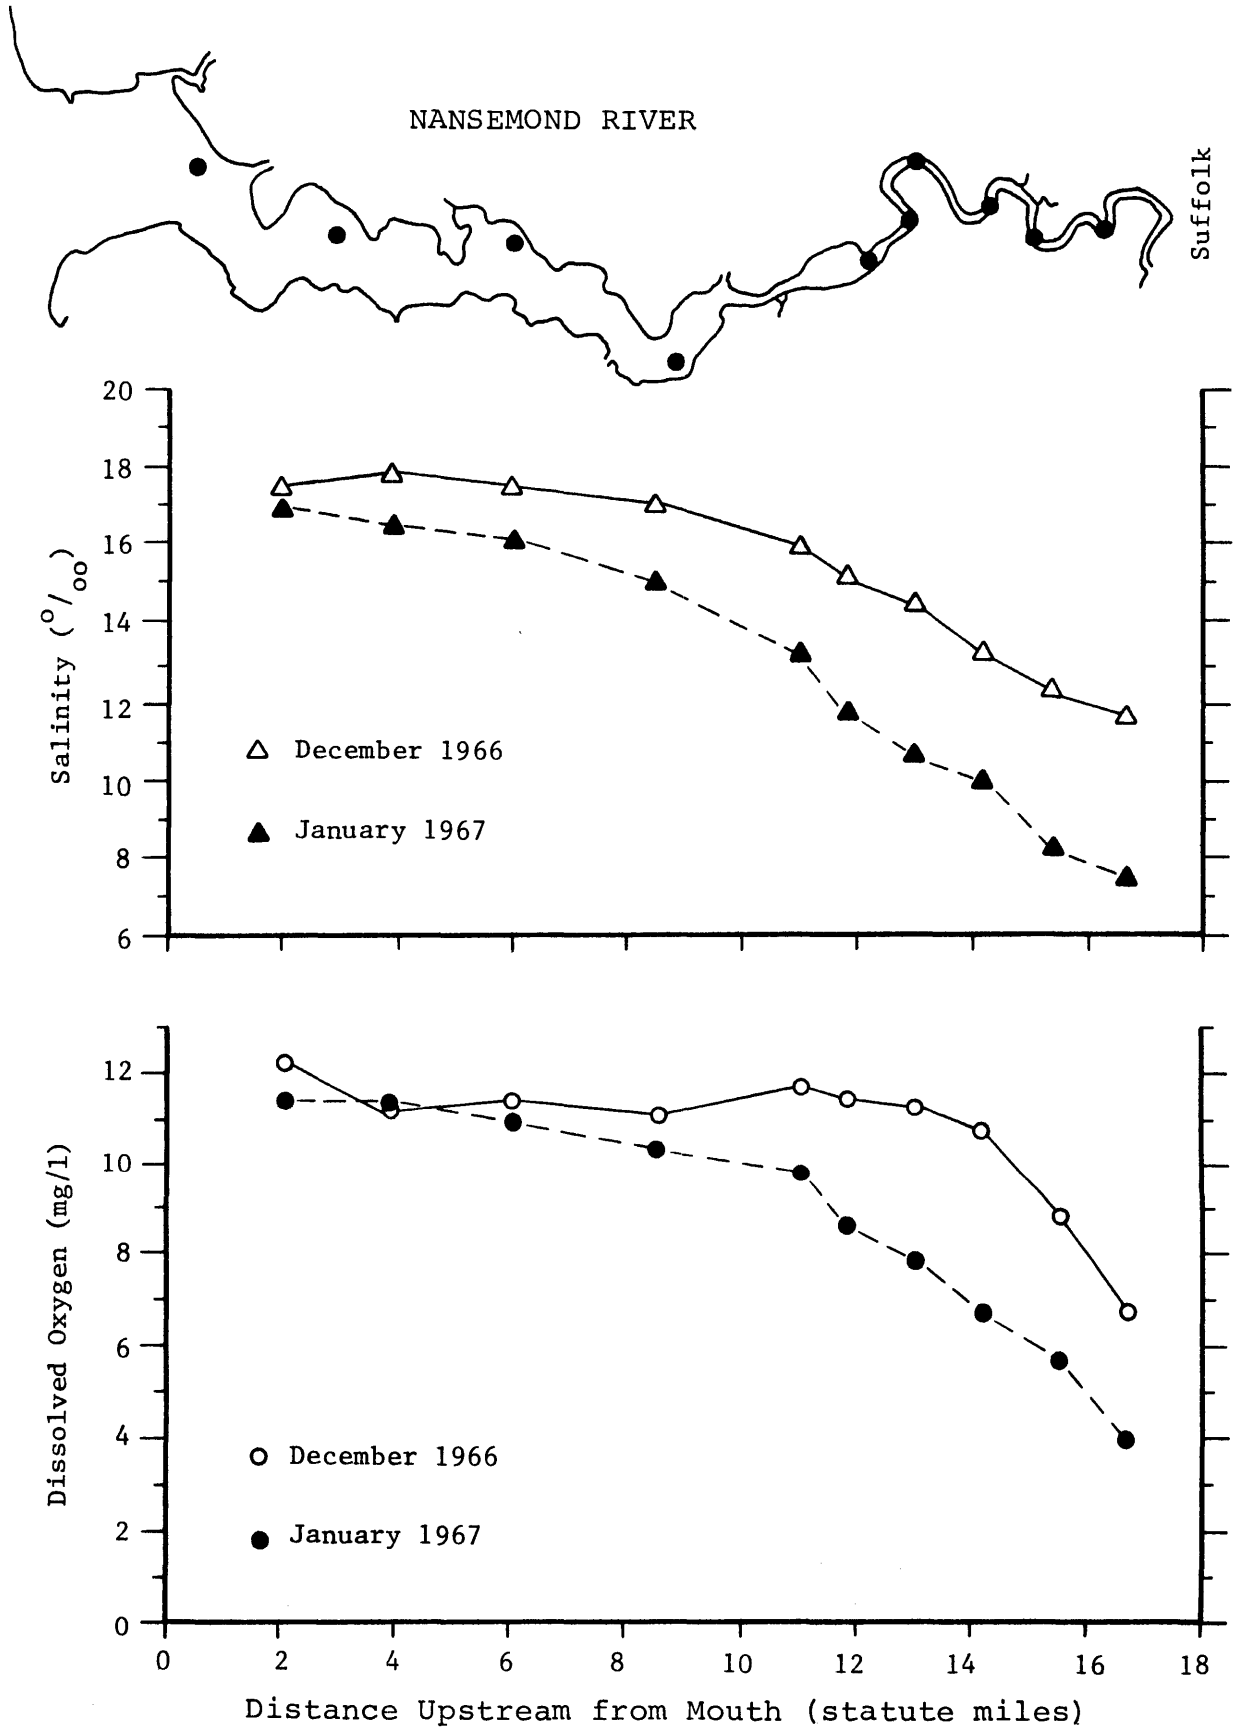 NANSEMOND RIVER
Suffolk
20
18
16
14
12
10
8
6
Salinity (o/oo)
December 1966
January 1967
12
10
8
6
4
2
0
Dissolved Oxygen (mg/l)
December 1966
January 1967
0 2 4 6 8 10 12 14 16 18
Distance Upstream from Mouth (statute miles)